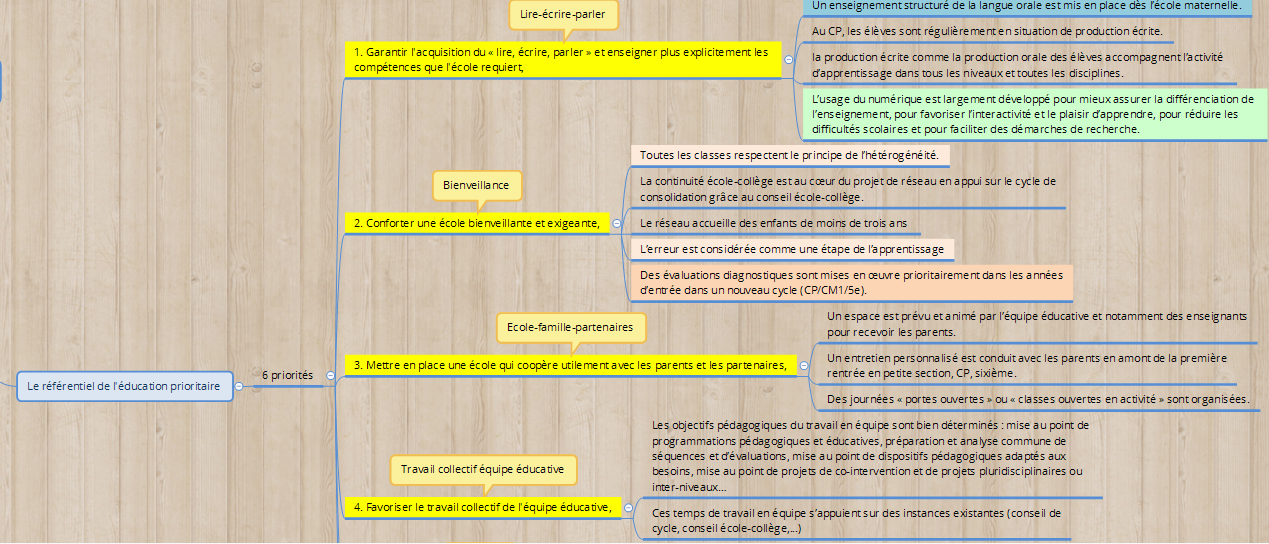 Lire-écrire-parler
Un enseignement structuré de la langue orale est mis en place dès l'école maternelle.
Au CP, les élèves sont régulièrement en situation de production écrite.
1. Garantir l'acquisition du « lire, écrire, parler » et enseigner plus explicitement les
compétences que l'école requiert,
la production écrite comme la production orale des élèves accompagnent l'activité
d'apprentissage dans tous les niveaux et toutes les disciplines.
L'usage du numérique est largement développé pour mieux assurer la différenciation de
l'enseignement, pour favoriser l'interactivité et le plaisir d'apprendre, pour réduire les
difficultés scolaires et pour faciliter des démarches de recherche.
Bienveillance
2. Conforter une école bienveillante et exigeante,
Toutes les classes respectent le principe de l'hétérogénéité.
La continuité école-collège est au cœur du projet de réseau en appui sur le cycle de
consolidation grâce au conseil école-collège.
Le réseau accueille des enfants de moins de trois ans
L'erreur est considérée comme une étape de l'apprentissage
Des évaluations diagnostiques sont mises en œuvre prioritairement dans les années
d'entrée dans un nouveau cycle (CP/CM1/5e).
Ecole-famille-partenaires
3. Mettre en place une école qui coopère utilement avec les parents et les partenaires,
Un espace est prévu et animé par l'équipe éducative et notamment des enseignants
pour recevoir les parents.
Un entretien personnalisé est conduit avec les parents en amont de la première
rentrée en petite section, CP, sixième.
Des journées « portes ouvertes » ou « classes ouvertes en activité » sont organisées.
Le référentiel de l'éducation prioritaire
6 priorités
Travail collectif équipe éducative
4. Favoriser le travail collectif de l'équipe éducative,
Les objectifs pédagogiques du travail en équipe sont bien déterminés : mise au point de
programmations pédagogiques et éducatives, préparation et analyse commune de
séquences et d'évaluations, mise au point de dispositifs pédagogiques adaptés aux
besoins, mise au point de projets de co-intervention et de projets pluridisciplinaires ou
inter-niveaux...
Ces temps de travail en équipe s'appuient sur des instances existantes (conseil de
cycle, conseil école-collège,...)